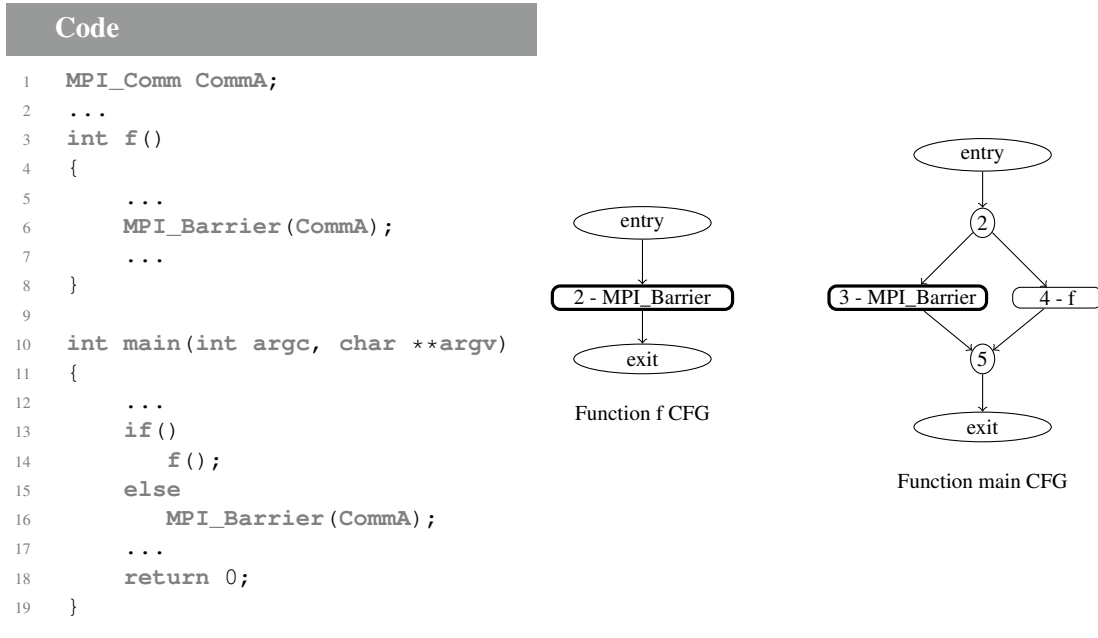 Code
1 MPI_Comm CommA;
2 ...
3 int f()
4 {
5 ...
6 MPI_Barrier(CommA);
7 ...
8 }
9
10 int main(int argc, char **argv)
11 {
12 ...
13 if()
14 f();
15 else
16 MPI_Barrier(CommA);
17 ...
18 return 0;
19 }
entry
2 - MPI_Barrier
exit
Function f CFG
entry
2
3 - MPI_Barrier
4 - f
5
exit
Function main CFG